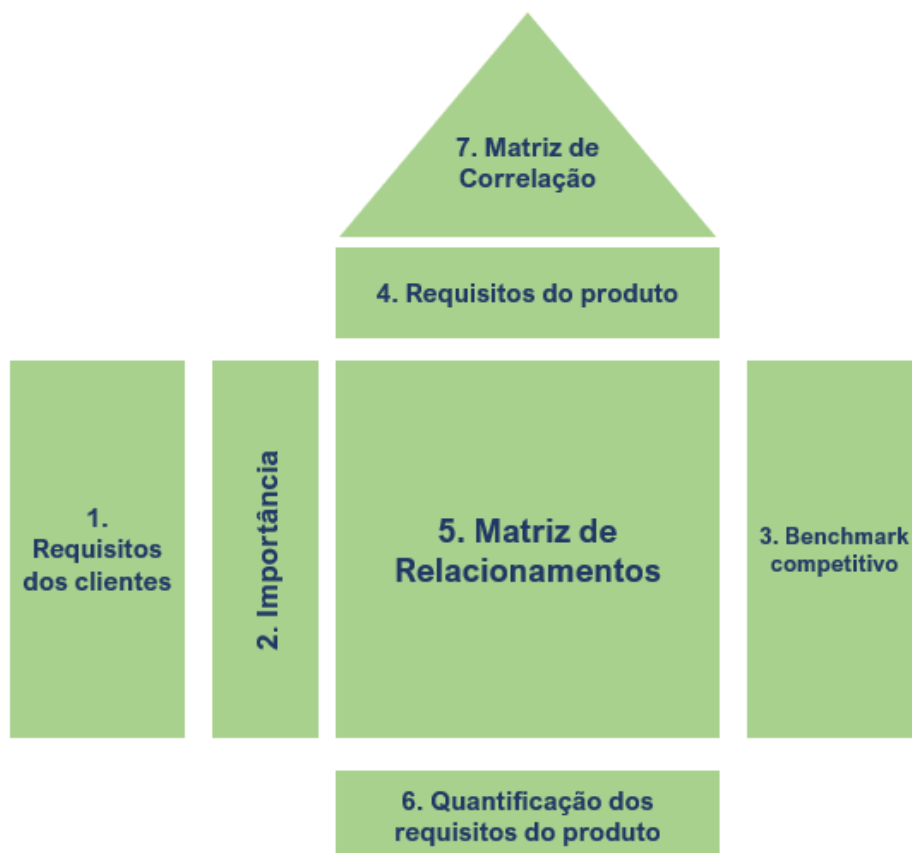 7. Matriz de
Correlação
4. Requisitos do produto
1.
Requisitos
dos clientes
2. Importância
5. Matriz de
Relacionamentos
3. Benchmark
competitivo
6. Quantificação dos
requisitos do produto